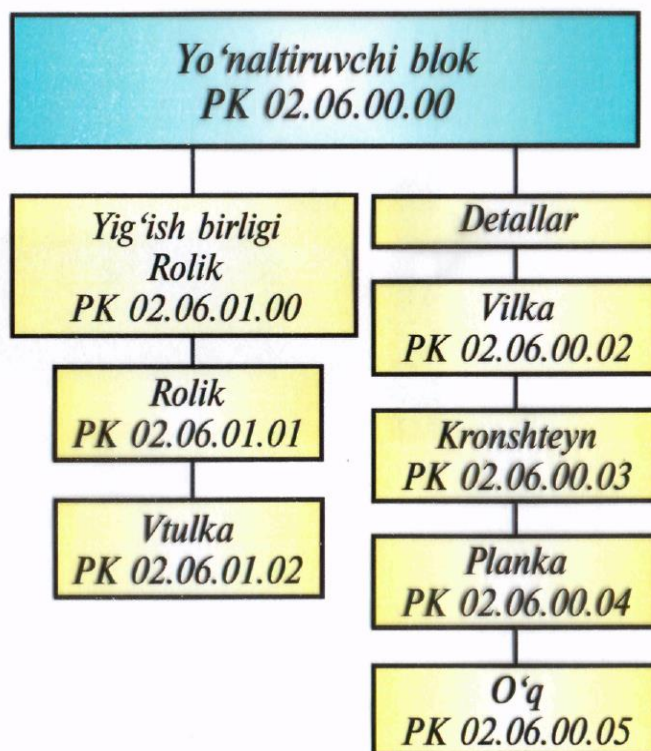 Yo‘naltiruvchi blok
PK 02.06.00.00
Yig‘ish birligi
Rolik
PK 02.06.01.00
Rolik
PK 02.06.01.01
Vtulka
PK 02.06.01.02
Detallar
Vilka
PK 02.06.00.02
Kronshteyn
PK 02.06.00.03
Planka
PK 02.06.00.04
O‘q
PK 02.06.00.05